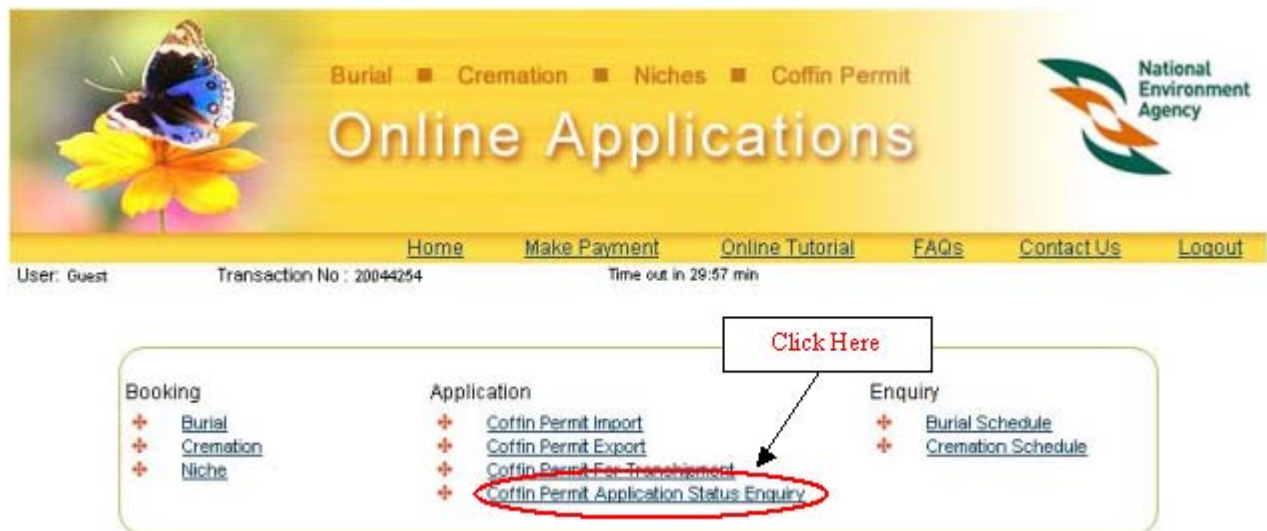 Burial ■ Cremation ■ Niches ■ Coffin Permit
Online Applications
National
Environment
Agency
Home Make Payment Online Tutorial FAQs Contact Us Logout
User: Guest Transaction No : 20044254 Time out in 29:57 min
Click Here
Booking Application Enquiry
Burial Coffin Permit Import Burial Schedule
Cremation Coffin Permit Export Cremation Schedule
Niche Coffin Permit For Transhipment
Coffin Permit Application Status Enquiry